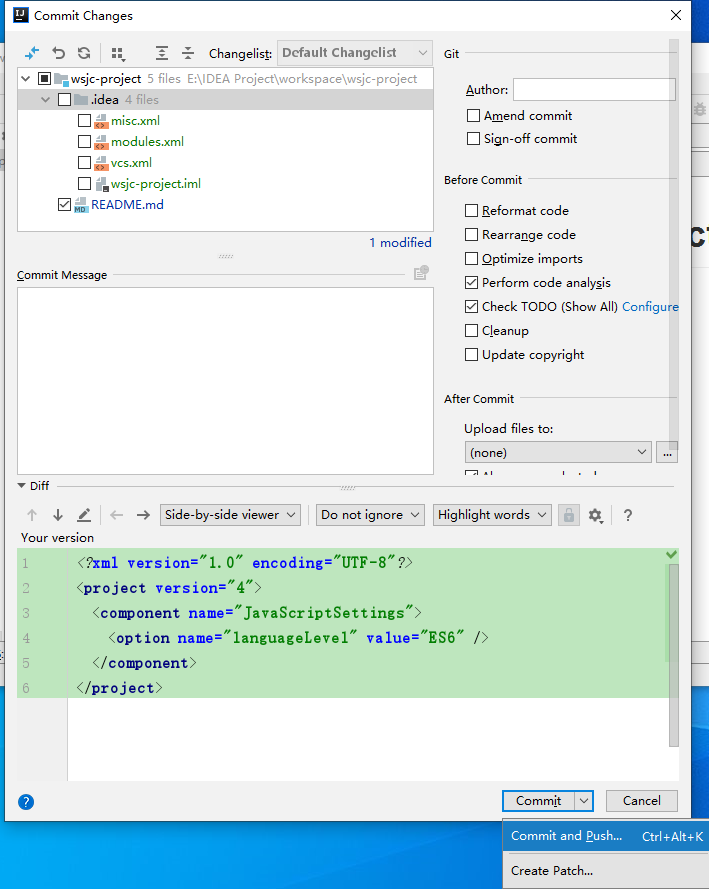 Commit Changes
Changelist: Default Changelist
wsjc-project 5 files E:\IDEA Project\workspace\wsjc-project
.idea 4 files
misc.xml
modules.xml
vcs.xml
wsjc-project.iml
MD README.md
1 modified
Commit Message
Git
Author:
Amend commit
Sign-off commit
Before Commit
Reformat code
Rearrange code
Optimize imports
Perform code analysis
Check TODO (Show All) Configure
Cleanup
Update copyright
After Commit
Upload files to:
(none) ...
Diff
Side-by-side viewer Do not ignore Highlight words ?
Your version
1 <?xml version="1.0" encoding="UTF-8"?>
2 <project version="4">
3 <component name="JavaScriptSettings">
4 <option name="languageLevel" value="ES6" />
5 </component>
6 </project>
? Commit Cancel
Commit and Push... Ctrl+Alt+K
Create Patch...